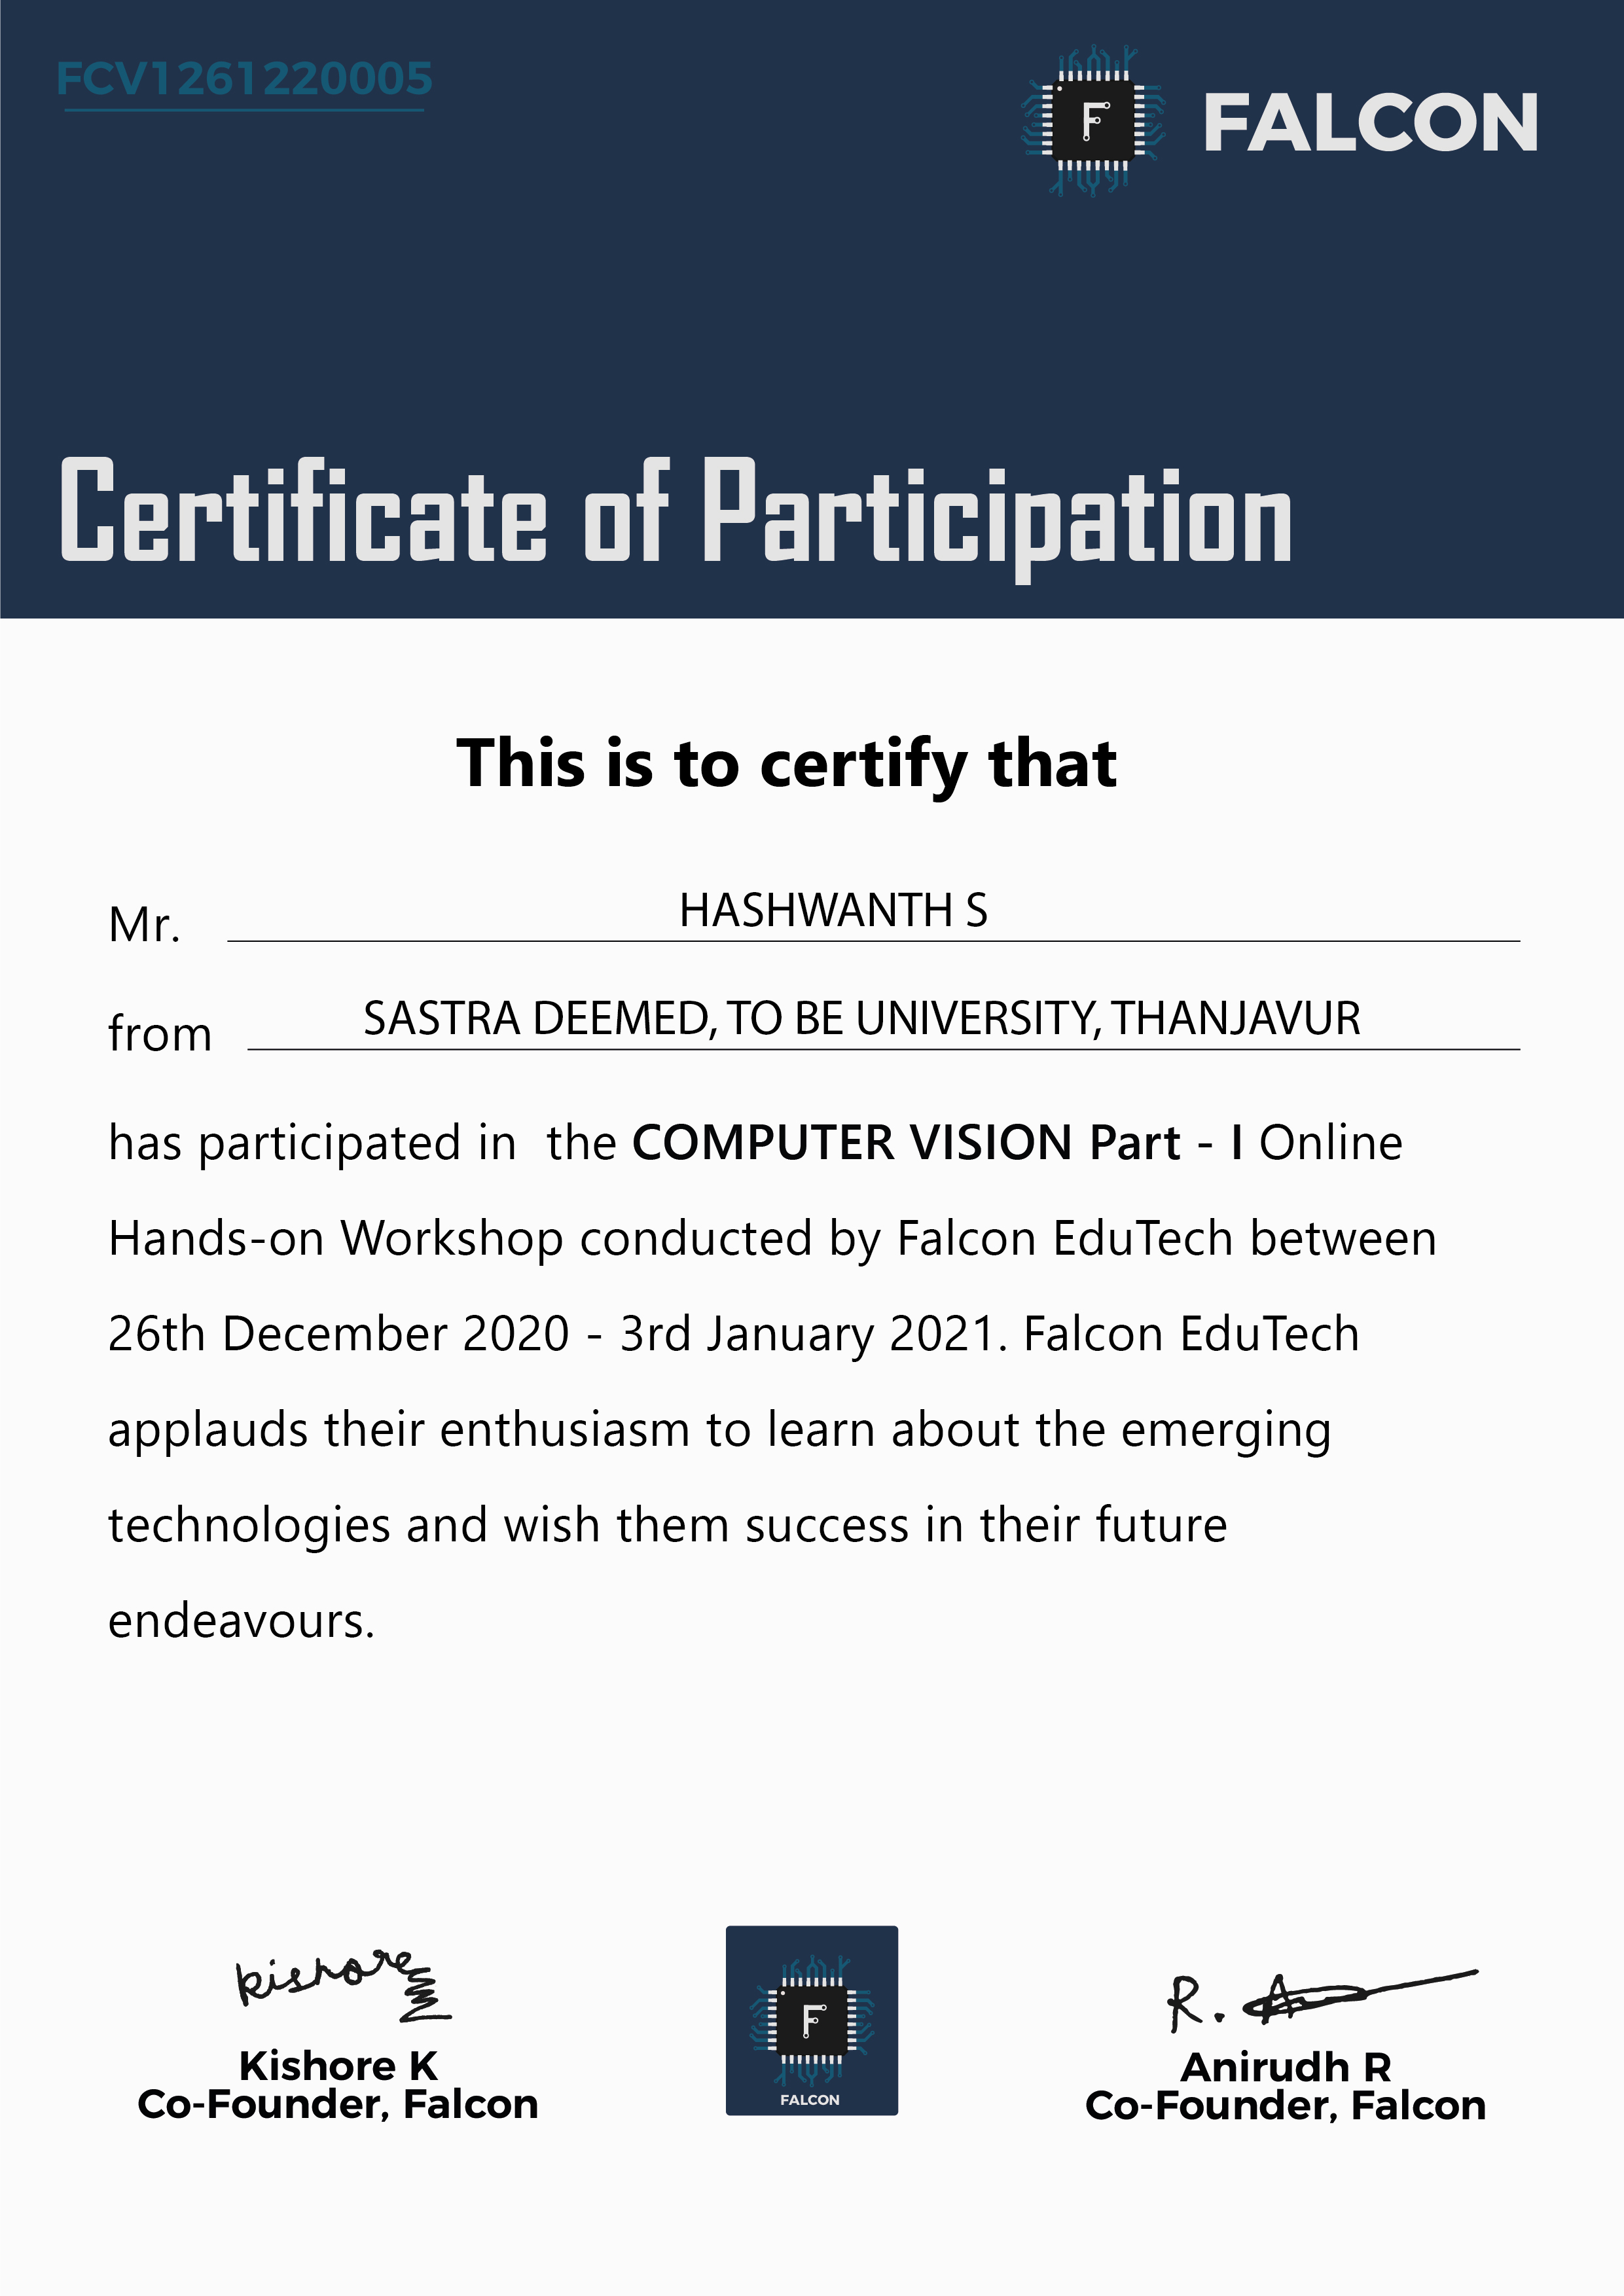 FCV1261220005
F
FALCON
Certificate of Participation
This is to certify that
Mr. HASHWANTH S
from SASTRA DEEMED, TO BE UNIVERSITY, THANJAVUR
has participated in  the COMPUTER VISION Part - I Online
Hands-on Workshop conducted by Falcon EduTech between
26th December 2020 - 3rd January 2021. Falcon EduTech
applauds their enthusiasm to learn about the emerging
technologies and wish them success in their future
endeavours.
Kishore
Kishore K
Co-Founder, Falcon
F
FALCON
R. A
Anirudh R
Co-Founder, Falcon